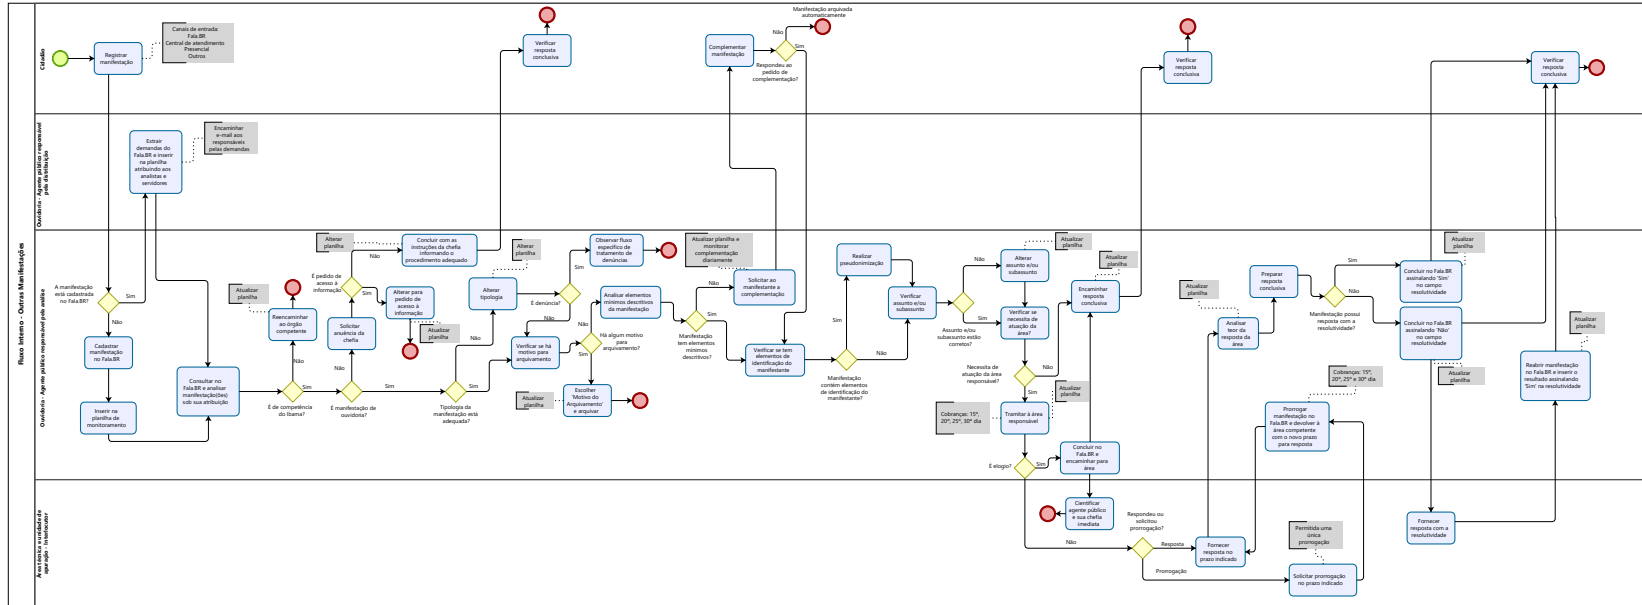 Fluxo Interno - Outras Manifestações
Cidadão
Registrar
manifestação
Canais de entrada:
Fala.BR
Central de atendimento
Presencial
Outros
Verificar
resposta
conclusiva
Complementar
manifestação
Manifestação arquivada
automaticamente
Não
Sim
Respondeu ao
pedido de
complementação?
Verificar
resposta
conclusiva
Verificar
resposta
conclusiva
Ouvidoria - Agente público responsável
pela distribuição
Extrair
demandas do
Fala.BR e inserir
na planilha
atribuindo aos
analistas e
servidores
Encaminhar
e-mail aos
responsáveis
pelas demandas
Ouvidoria - Agente público responsável pela análise
A manifestação
está cadastrada
no Fala.BR?
Sim
Não
Cadastrar
manifestação
no Fala.BR
Inserir na
planilha de
monitoramento
Consultar no
Fala.BR e analisar
manifestação(ões)
sob sua atribuição
Atualizar
planilha
Reencaminhar
ao órgão
competente
Não
Sim
É de competência
do Ibama?
É pedido de
acesso à
informação?
Não
Sim
Solicitar
anuência da
chefia
Não
Sim
É manifestação de
ouvidoria?
Alterar
planilha
Concluir com as
instruções da chefia
informando o
procedimento adequado
Alterar para
pedido de
acesso à
informação
Atualizar
planilha
Alterar
planilha
Alterar
tipologia
Não
Sim
Tipologia da
manifestação está
adequada?
É denúncia?
Sim
Não
Observar fluxo
específico de
tratamento de
denúncias
Verificar se há
motivo para
arquivamento
Analisar elementos
mínimos descritivos
da manifestação
Não
Sim
Há algum motivo
para
arquivamento?
Atualizar
planilha
Escolher
'Motivo do
Arquivamento'
e arquivar
Atualizar planilha e
monitorar
complementação
diariamente
Solicitar ao
manifestante a
complementação
Não
Sim
Manifestação
tem elementos
mínimos
descritivos?
Verificar se tem
elementos de
identificação do
manifestante
Realizar
pseudonimização
Sim
Não
Manifestação
contém elementos
de identificação do
manifestante?
Verificar
assunto e/ou
subassunto
Não
Sim
Assunto e/ou
subassunto estão
corretos?
Alterar
assunto e/ou
subassunto
Atualizar
planilha
Verificar se
necessita de
atuação da
área?
Necessita de
atuação da área
responsável?
Não
Sim
Atualizar
planilha
Encaminhar
resposta
conclusiva
Atualizar
planilha
Cobranças: 15º,
20º, 25º, 30º dia
Tramitar à área
responsável
É elogio?
Sim
Concluir no
Fala.BR e
encaminhar para
área
Atualizar
planilha
Analisar
teor da
resposta da
área
Preparar
resposta
conclusiva
Sim
Não
Manifestação possui
resposta com a
resolutividade?
Atualizar
planilha
Concluir no Fala.BR
assinalando 'Sim'
no campo
resolutividade
Concluir no Fala.BR
assinalando 'Não'
no campo
resolutividade
Atualizar
planilha
Cobranças: 15º,
20º, 25º e 30º dia
Prorrogar
manifestação no
Fala.BR e devolver à
área competente
com o novo prazo
para resposta
Atualizar
planilha
Reabrir manifestação
no Fala.BR e inserir o
resultado assinalando
'Sim' na resolutividade
Área técnica e unidade de
apuração - Interlocutor
Cientificar
agente público
e sua chefia
imediata
Não
Respondeu ou
solicitou
prorrogação?
Resposta
Prorrogação
Fornecer
resposta no
prazo indicado
Permitida uma
única
prorrogação
Solicitar prorrogação
no prazo indicado
Fornecer
resposta com a
resolutividade